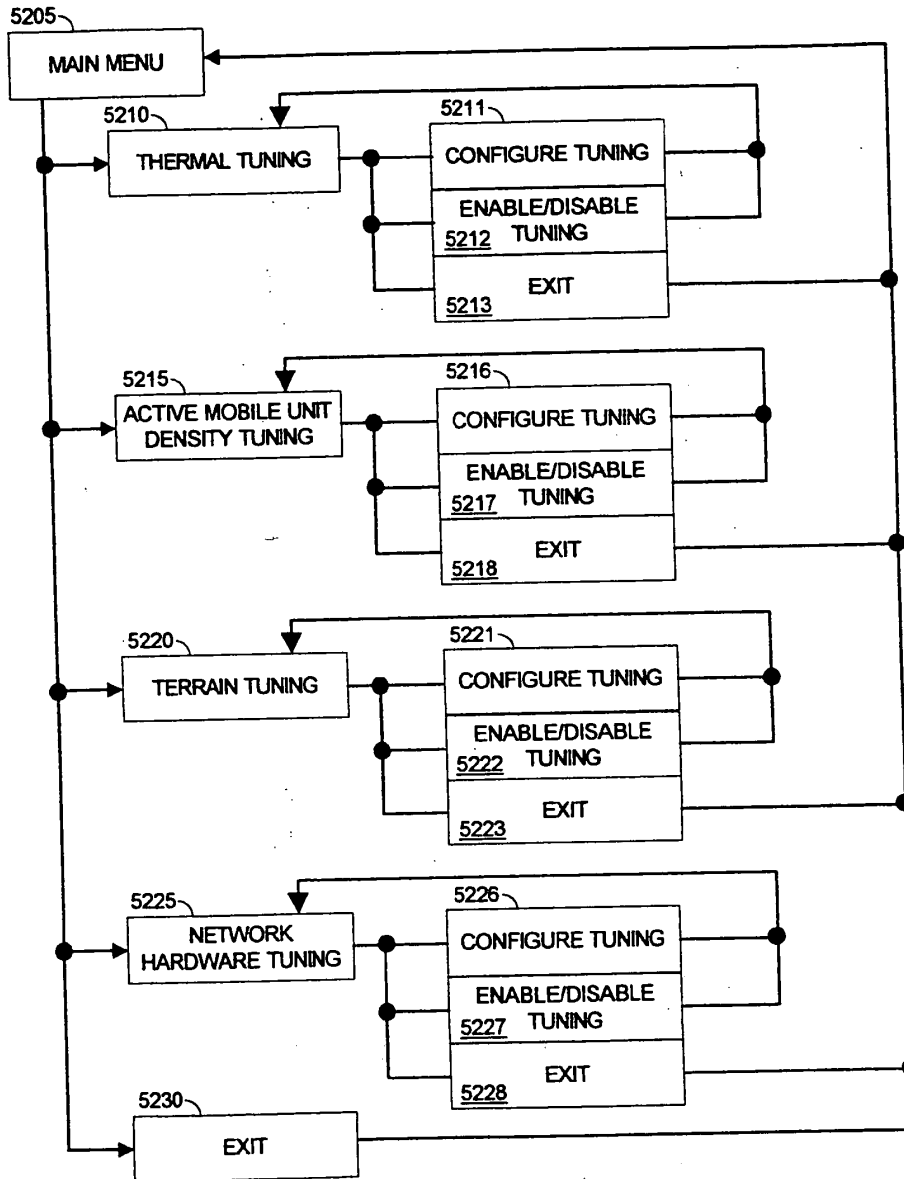 5205
MAIN MENU
5210
THERMAL TUNING
5211
CONFIGURE TUNING
ENABLE/DISABLE
5212 TUNING
EXIT
5213
5215
ACTIVE MOBILE UNIT
DENSITY TUNING
5216
CONFIGURE TUNING
ENABLE/DISABLE
5217 TUNING
EXIT
5218
5220
TERRAIN TUNING
5221
CONFIGURE TUNING
ENABLE/DISABLE
5222 TUNING
EXIT
5223
5225
NETWORK
HARDWARE TUNING
5226
CONFIGURE TUNING
ENABLE/DISABLE
5227 TUNING
EXIT
5228
5230
EXIT